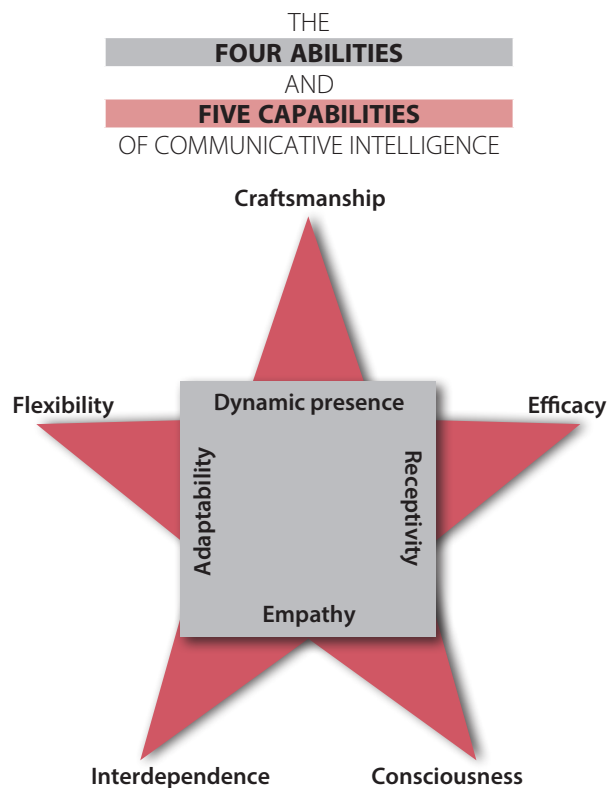 THE
FOUR ABILITIES
AND
FIVE CAPABILITIES
OF COMMUNICATIVE INTELLIGENCE
Craftsmanship
Flexibility
Dynamic presence
Efficacy
Adaptability
Receptivity
Empathy
Interdependence
Consciousness